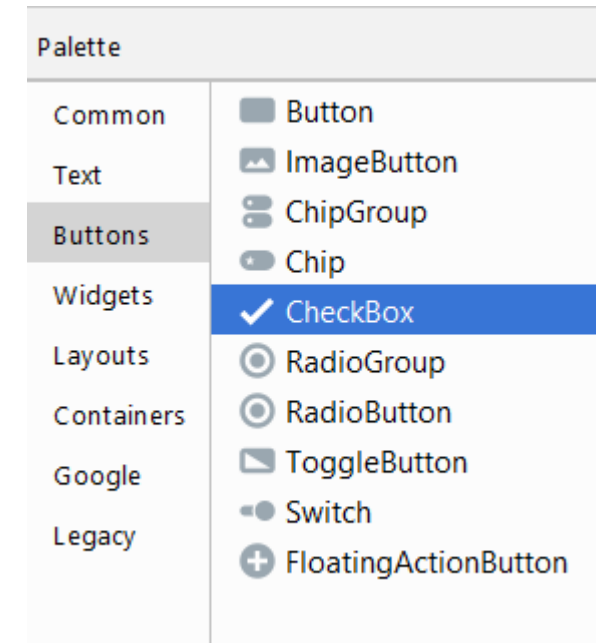 Palette
Common
Text
Buttons
Widgets
Layouts
Containers
Google
Legacy
Button
ImageButton
ChipGroup
Chip
CheckBox
RadioGroup
RadioButton
ToggleButton
Switch
FloatingActionButton